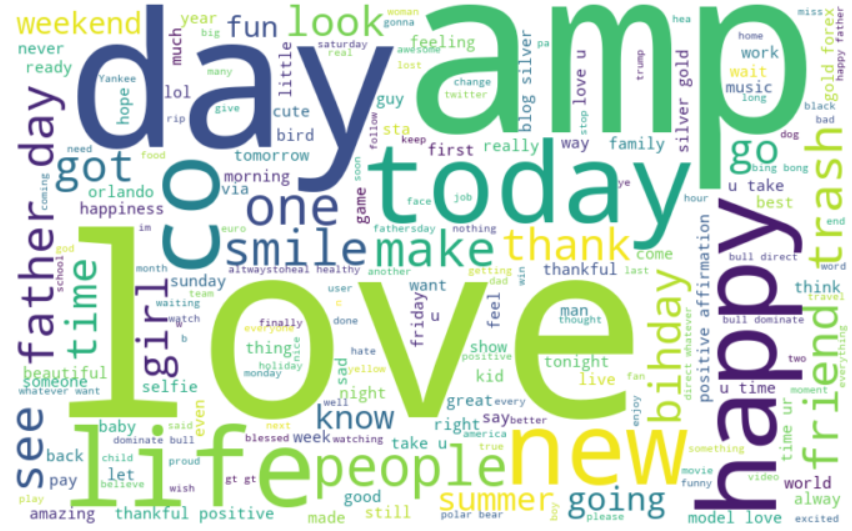 weekend
year
woman
gonna
big
fun
look
day
amp
chains
hea
miss
never
ready
much
little
saturday
real
awesome
lost
feeling
pa
change
twitter
blog silver
love u
trump
silver gold
home
work
wait
music
long
gold forex
happy father
black
bad
Yankee
hope
lol
many
give
rip
cute
bird
guy
sta
follow
keep
first
really
way
family
stop
dog
need
food
got
tomorrow
via
morning
orlando
happiness
coming
father day
co
one
game
soon
face
job
today
ye
hour
go
bing bong
u take
best
trash
end
im
euro
fathersday
nothing
smile
make
thank
come
god
school
time
girl
month
sunday
altwaystoheal healthy
another
getting
dad
win
thankful
last
bull direct
word
positive affirmation
think
travel
waiting
team
watch
w
b
user
c
want
friday
u
feel
man
thought
bihday
direct whatever
bull dominate
everything
love
happy
friend
everyone
finally
done
thing
holiday
nice
monday
hate
sad
yellow
show
positive
kid
tonight
live
fan
two
moment
u time
beautiful
someone
whatever want
selfie
night
well
great
every
see
baby
said
even
next
know
right
say
better
enjoy
new
something
time ur
dominate bull
blessed
week
watching
take u
america
true
back
child
proud
life
people
movie
funny
video
world
alway
pay
let
believe
wish
gt gt
good
summer
boy
going
play
amazing
thankful positive
made
still
polar bear
please
model love
excited